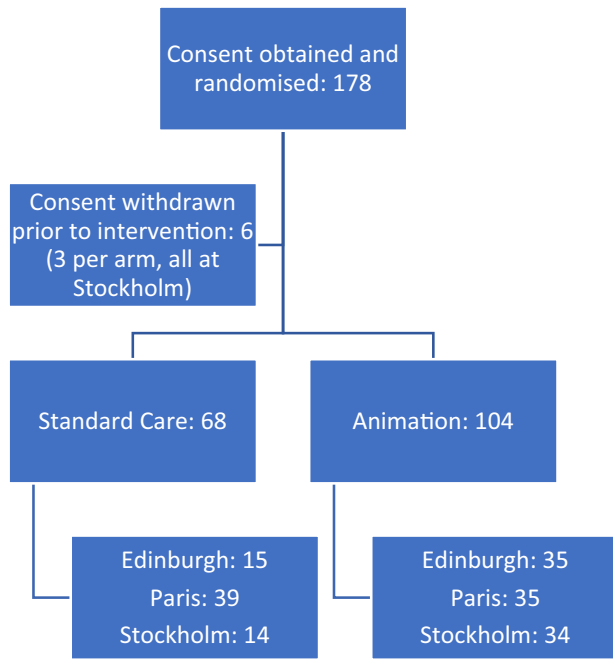 Consent obtained and
randomised: 178
Consent withdrawn
prior to intervention: 6
(3 per arm, all at
Stockholm)
Standard Care: 68
Animation: 104
Edinburgh: 15
Paris: 39
Stockholm: 14
Edinburgh: 35
Paris: 35
Stockholm: 34